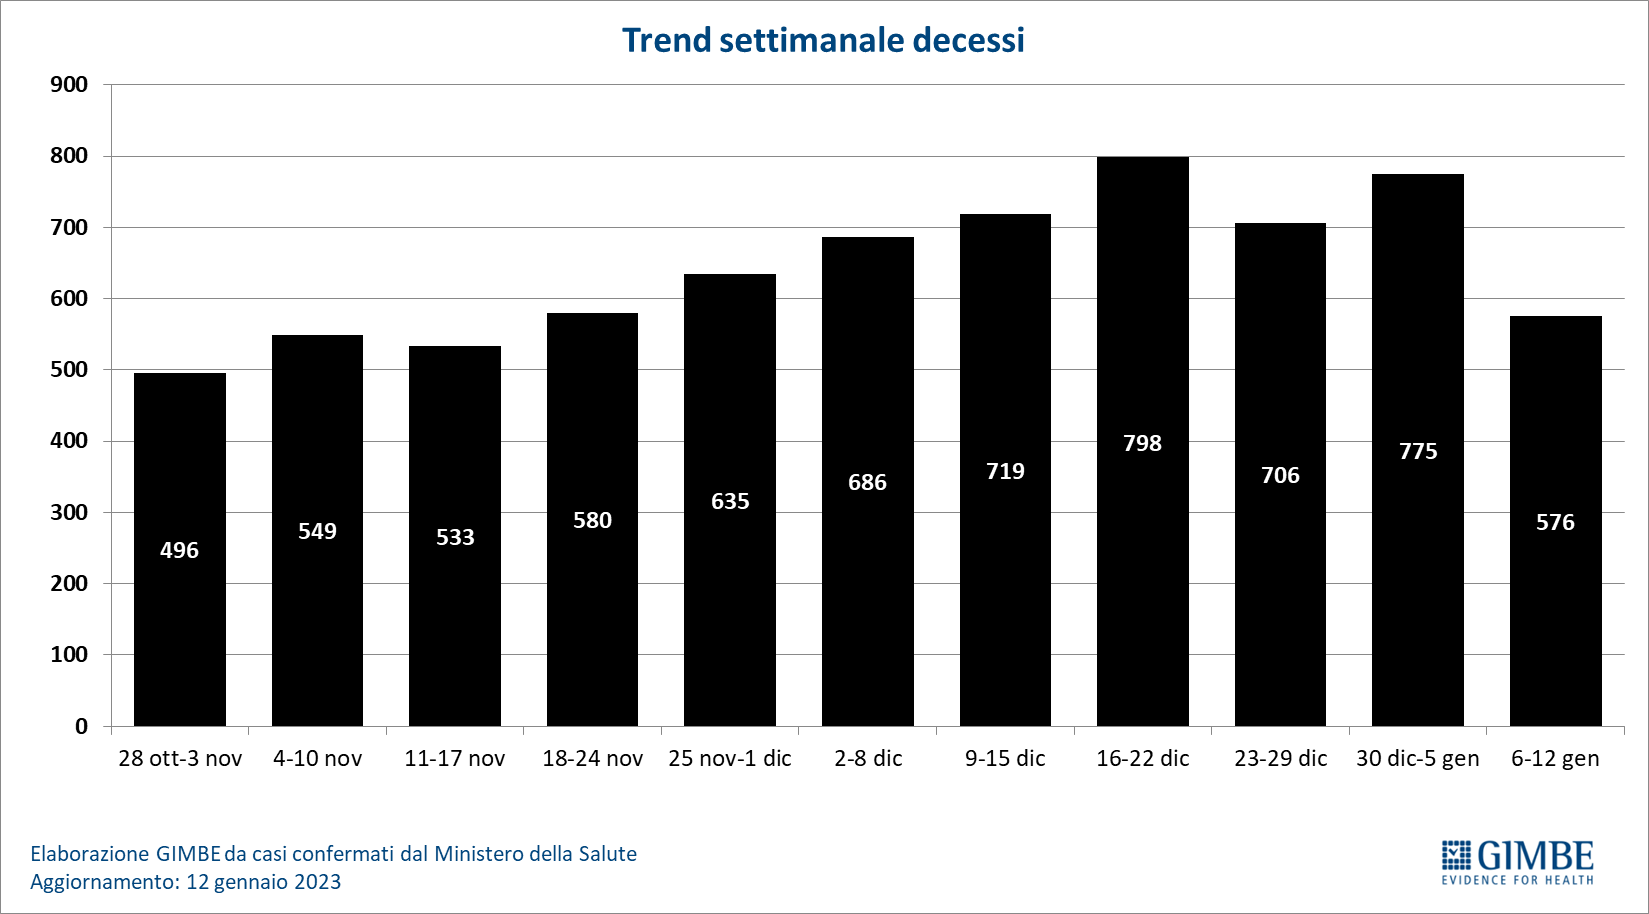 Trend settimanale decessi
900
800
700
600
500
400
300
200
100
0
496
549
533
580
635
686
719
798
706
775
576
28 ott-3 nov
4-10 nov
11-17 nov
18-24 nov
25 nov-1 dic
2-8 dic
9-15 dic
16-22 dic
23-29 dic
30 dic-5 gen
6-12 gen
Elaborazione GIMBE da casi confermati dal Ministero della Salute
Aggiornamento: 12 gennaio 2023
GIMBE
EVIDENCE FOR HEALTH